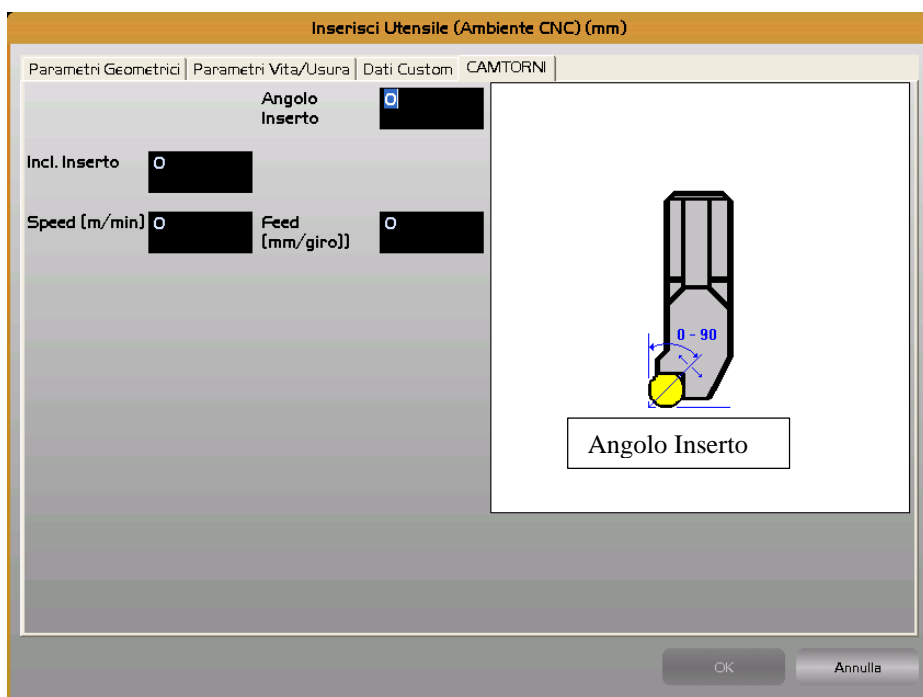 Inserisci Utensile (Ambiente CNC) (mm)
Parametri Geometrici Parametri Vita/Usura Dati Custom CAMTORNI
Angolo
Inserto
0
Incl. Inserto 0
Speed (m/min) 0 Feed
(mm/giro)) 0
0 - 90
Angolo Inserto
OK Annulla